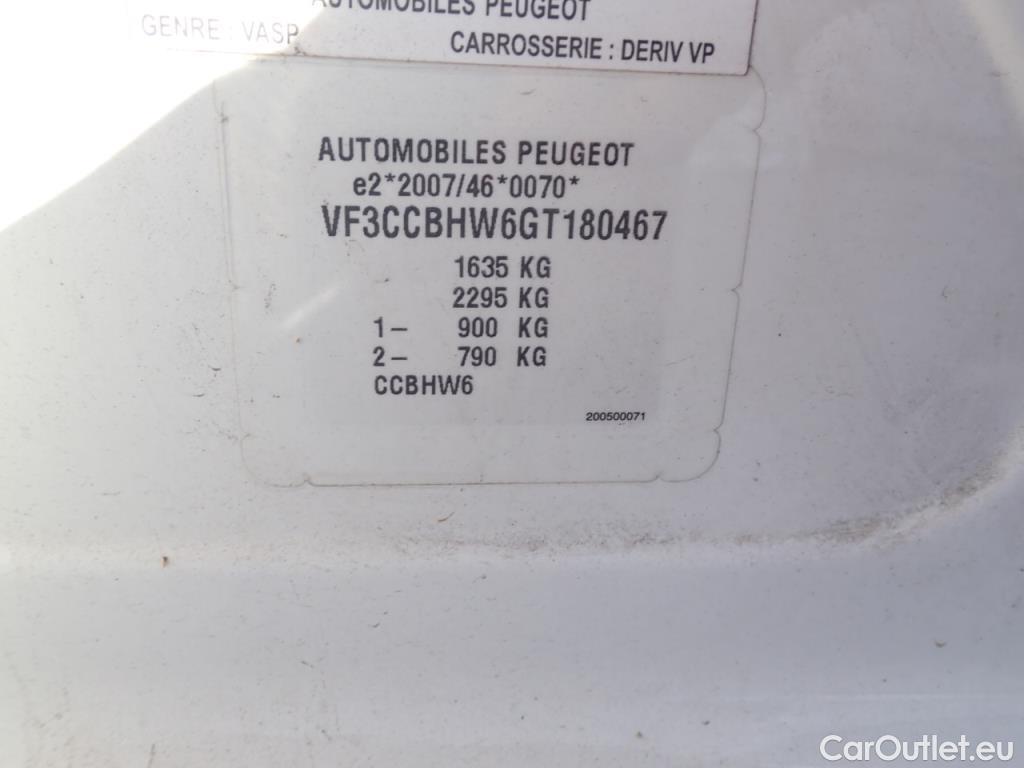 AUTOMOBILES PEUGEOT
GENRE : VASP
CARROSSERIE : DERIV VP
AUTOMOBILES PEUGEOT
e2*2007/46*0070*
VF3CCBHW6GT180467
1635 KG
2295 KG
1- 900 KG
2- 790 KG
CCBHW6
200500071
CarOutlet.eu